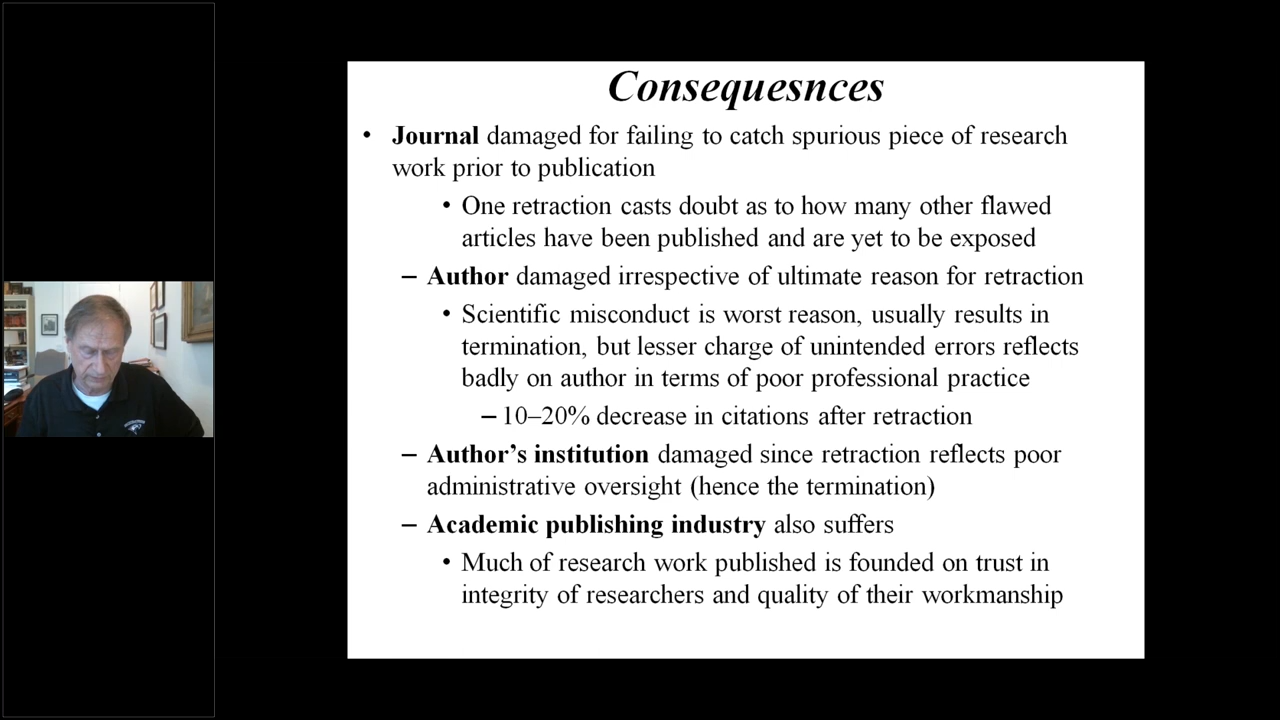 Consequesnces
• Journal damaged for failing to catch spurious piece of research
work prior to publication
• One retraction casts doubt as to how many other flawed
articles have been published and are yet to be exposed
– Author damaged irrespective of ultimate reason for retraction
• Scientific misconduct is worst reason, usually results in
termination, but lesser charge of unintended errors reflects
badly on author in terms of poor professional practice
– 10–20% decrease in citations after retraction
– Author’s institution damaged since retraction reflects poor
administrative oversight (hence the termination)
– Academic publishing industry also suffers
• Much of research work published is founded on trust in
integrity of researchers and quality of their workmanship